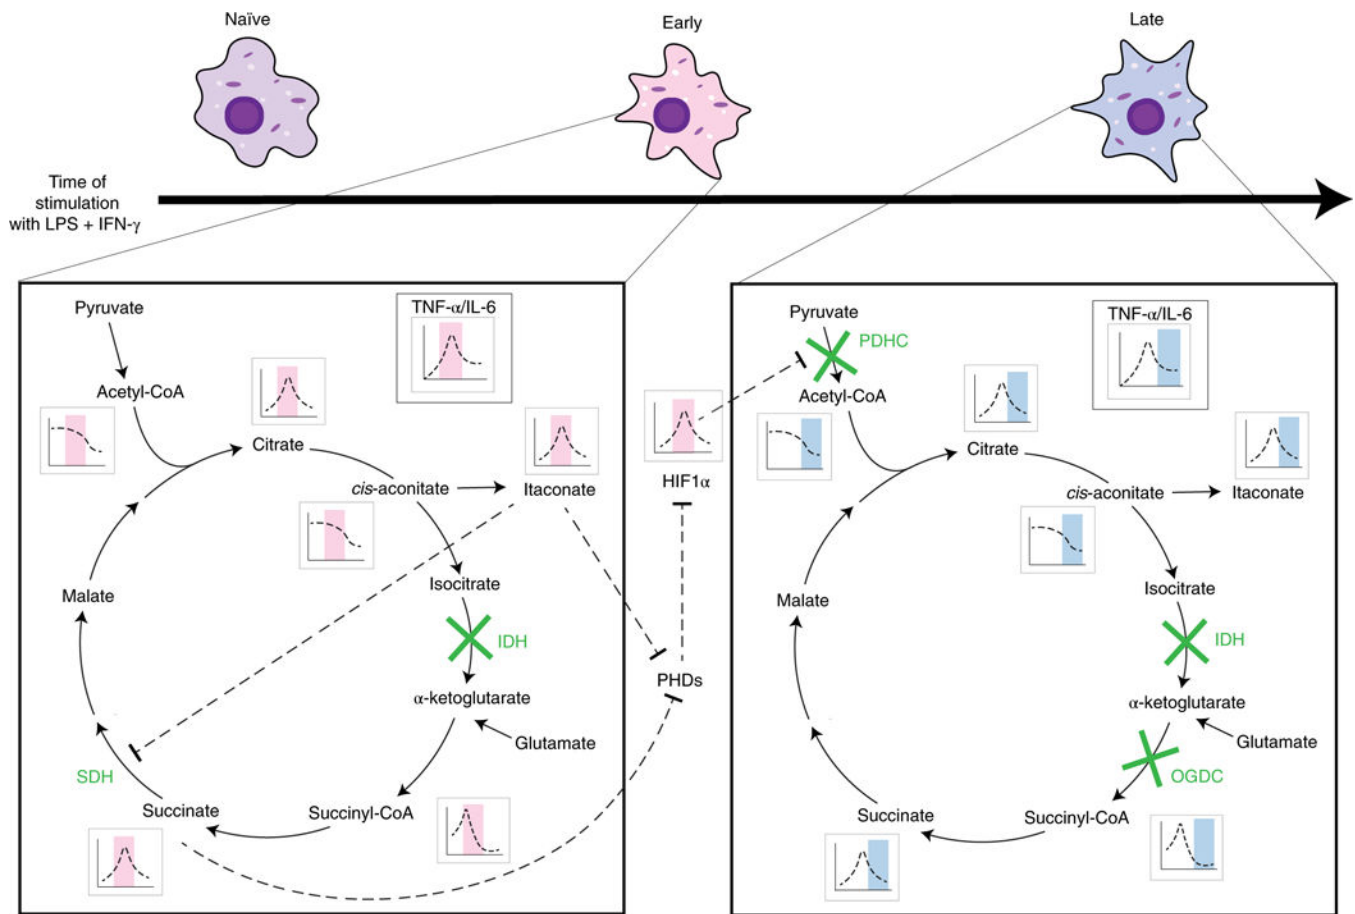 Naïve
Early
Late
Time of
stimulation
with LPS + IFN-γ
Pyruvate
TNF-α/IL-6
Acetyl-CoA
Citrate
cis-aconitate
Itaconate
Isocitrate
IDH
α-ketoglutarate
Glutamate
Succinyl-CoA
Succinate
SDH
Malate
HIF1α
PHDs
Pyruvate
PDHC
TNF-α/IL-6
Acetyl-CoA
Citrate
cis-aconitate
Itaconate
Isocitrate
IDH
α-ketoglutarate
Glutamate
OGDC
Succinyl-CoA
Succinate
Malate